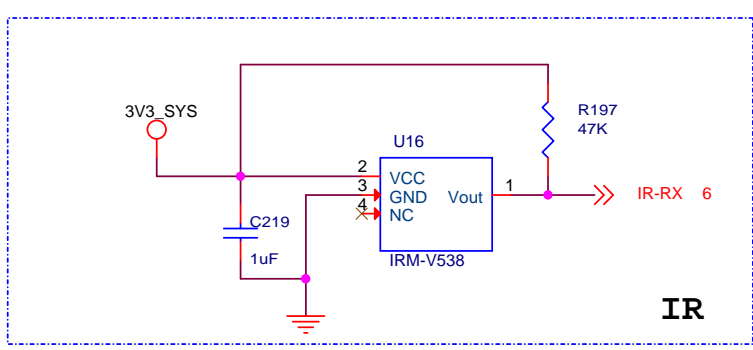 3V3_SYS
R197
47K
U16
2
VCC
3
GND
Vout
1
IR-RX 6
4
NC
C219
1uF
IRM-V538
IR